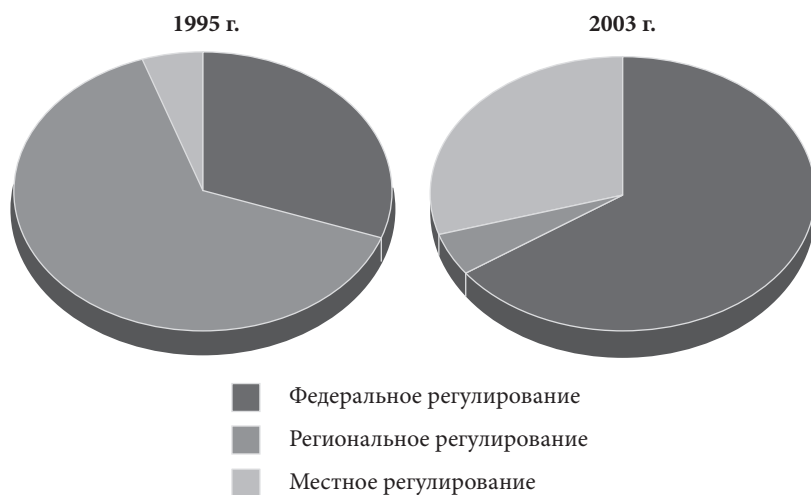 1995 г.
2003 г.
Федеральное регулирование
Региональное регулирование
Местное регулирование